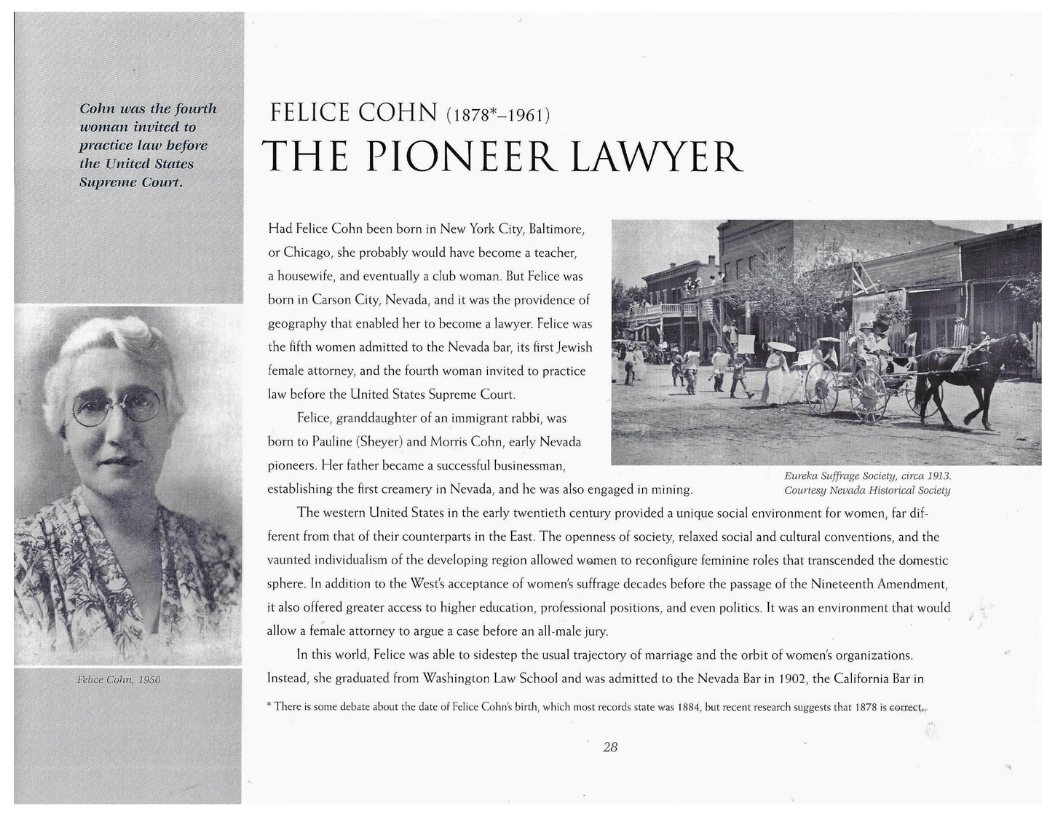 Cohn was the fourth
woman invited to
practice law before
the United States
Supreme Court.
FELICE COHN (1878*–1961)
THE PIONEER LAWYER
Had Felice Cohn been born in New York City, Baltimore,
or Chicago, she probably would have become a teacher,
a housewife, and eventually a club woman. But Felice was
born in Carson City, Nevada, and it was the providence of
geography that enabled her to become a lawyer. Felice was
the fifth women admitted to the Nevada bar, its first Jewish
female attorney, and the fourth woman invited to practice
law before the United States Supreme Court.
Felice, granddaughter of an immigrant rabbi, was
born to Pauline (Sheyer) and Morris Cohn, early Nevada
pioneers. Her father became a successful businessman,
establishing the first creamery in Nevada, and he was also engaged in mining.
Eureka Suffrage Society, circa 1913.
Courtesy Nevada Historical Society
The western United States in the early twentieth century provided a unique social environment for women, far dif-
ferent from that of their counterparts in the East. The openness of society, relaxed social and cultural conventions, and the
vaunted individualism of the developing region allowed women to reconfigure feminine roles that transcended the domestic
sphere. In addition to the West's acceptance of women's suffrage decades before the passage of the Nineteenth Amendment,
it also offered greater access to higher education, professional positions, and even politics. It was an environment that would
allow a female attorney to argue a case before an all-male jury.
In this world, Felice was able to sidestep the usual trajectory of marriage and the orbit of women's organizations.
Instead, she graduated from Washington Law School and was admitted to the Nevada Bar in 1902, the California Bar in
Felice Cohn, 1950
* There is some debate about the date of Felice Cohn's birth, which most records state was 1884, but recent research suggests that 1878 is correct.
28